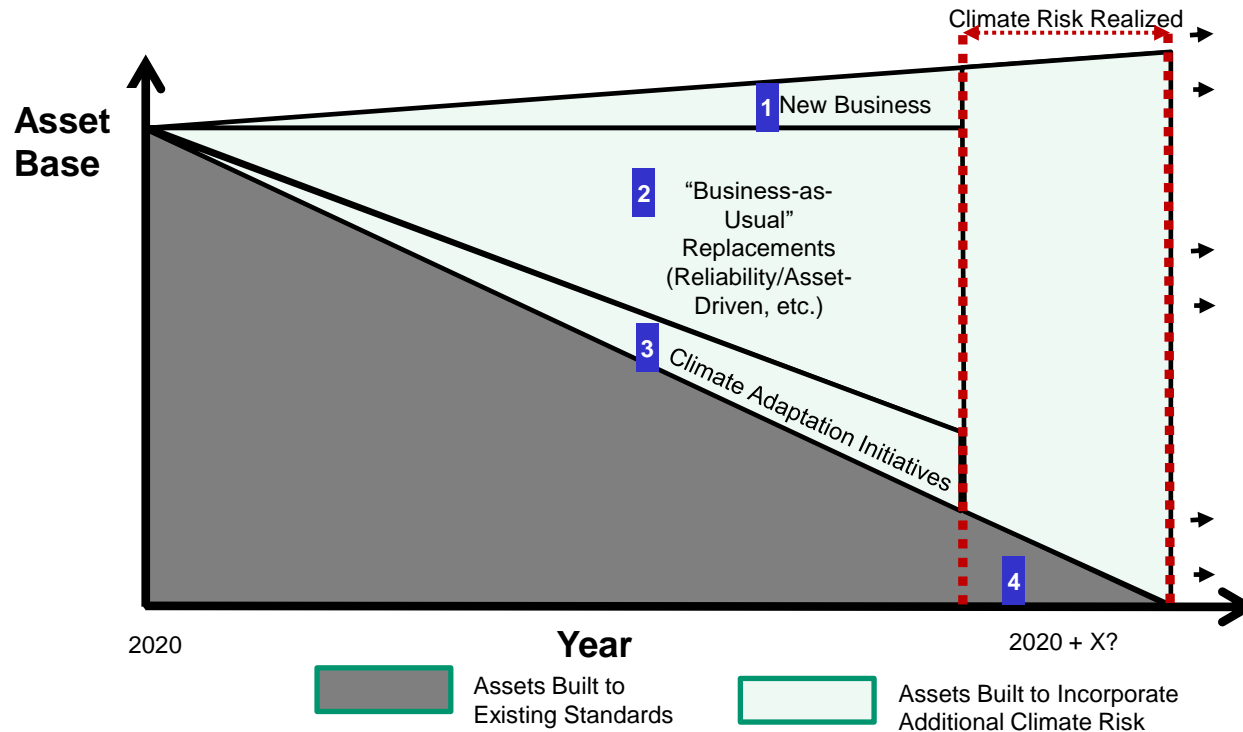 Climate Risk Realized
Asset
Base
1
New Business
2
“Business-as-
Usual”
Replacements
(Reliability/Asset-
Driven, etc.)
3
Climate Adaptation Initiatives
4
2020
Year
2020 + X?
Assets Built to
Existing Standards
Assets Built to Incorporate
Additional Climate Risk